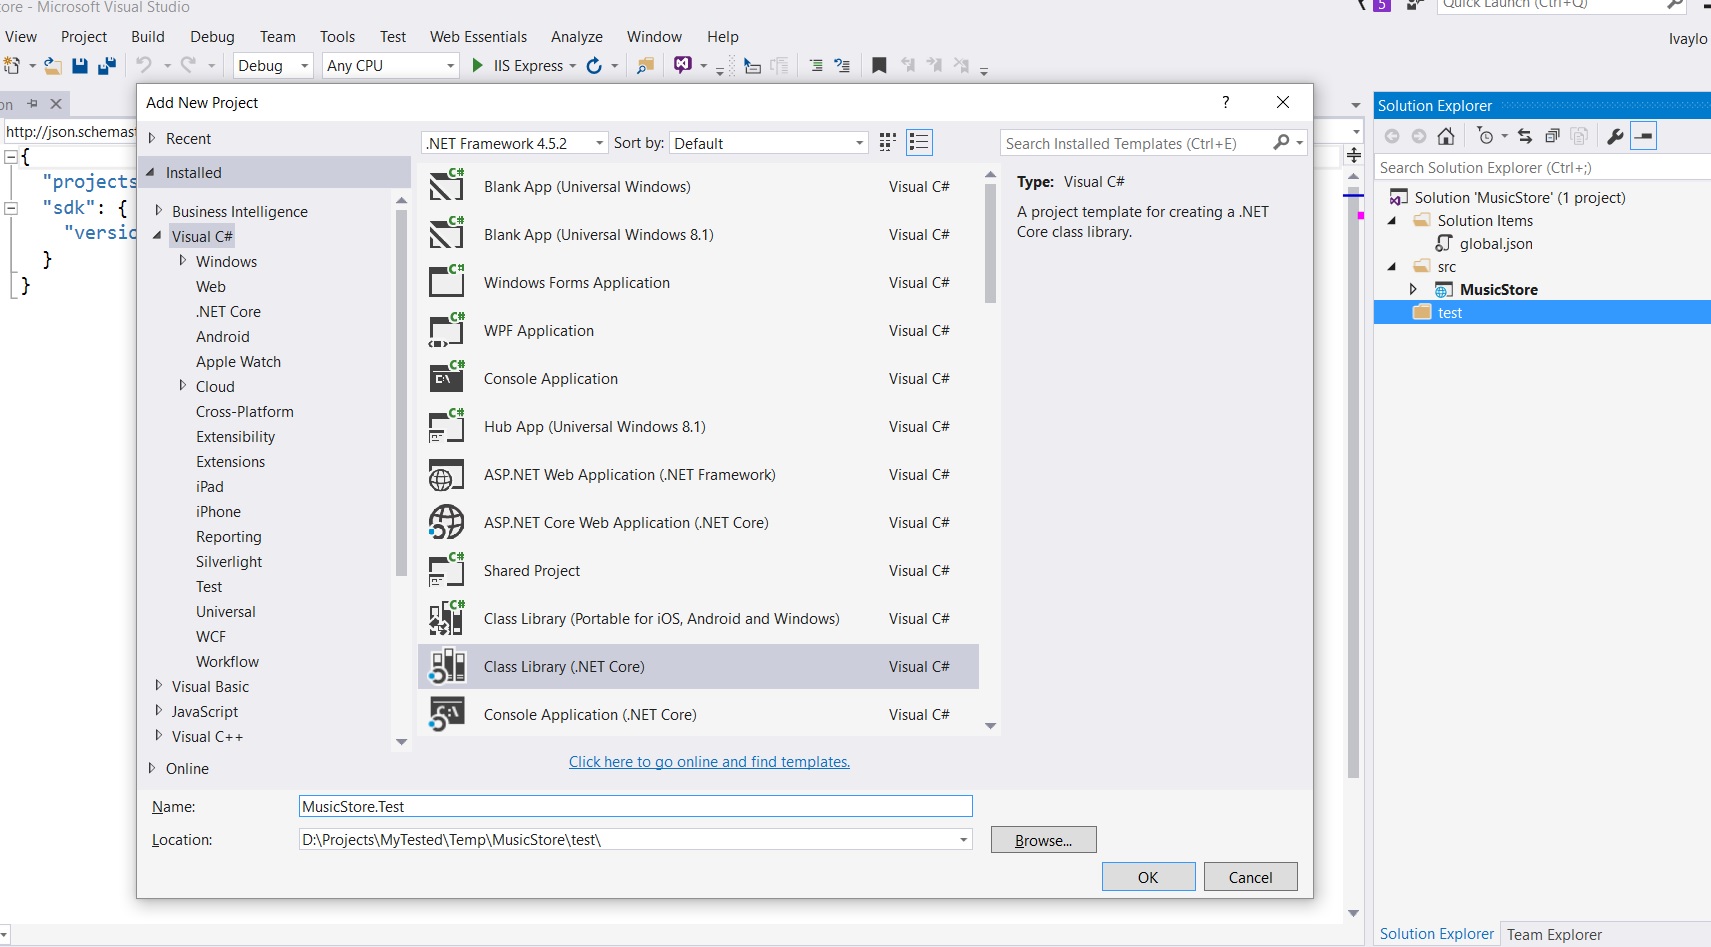 ore - Microsoft Visual Studio
5
Quick Launch (Ctrl+Q)
View Project Build Debug Team Tools Test Web Essentials Analyze Window Help
Ivaylo
Debug Any CPU IIS Express
on
http://json.schemast
{
"projects
"sdk": {
"versio
}
}
Add New Project
?
Recent
Installed
Business Intelligence
Visual C#
Windows
Web
.NET Core
Android
Apple Watch
Cloud
Cross-Platform
Extensibility
Extensions
iPad
iPhone
Reporting
Silverlight
Test
Universal
WCF
Workflow
Visual Basic
JavaScript
Visual C++
Online
.NET Framework 4.5.2 Sort by: Default
Search Installed Templates (Ctrl+E)
Blank App (Universal Windows) Visual C#
Blank App (Universal Windows 8.1) Visual C#
Windows Forms Application Visual C#
WPF Application Visual C#
Console Application Visual C#
Hub App (Universal Windows 8.1) Visual C#
ASP.NET Web Application (.NET Framework) Visual C#
ASP.NET Core Web Application (.NET Core) Visual C#
Shared Project Visual C#
Class Library (Portable for iOS, Android and Windows) Visual C#
Class Library (.NET Core) Visual C#
Console Application (.NET Core) Visual C#
Type: Visual C#
A project template for creating a .NET
Core class library.
Click here to go online and find templates.
Name: MusicStore.Test
Location: D:\Projects\MyTested\Temp\MusicStore\test\
Browse...
OK Cancel
Solution Explorer
Search Solution Explorer (Ctrl+;)
Solution 'MusicStore' (1 project)
Solution Items
global.json
src
MusicStore
test
Solution Explorer Team Explorer